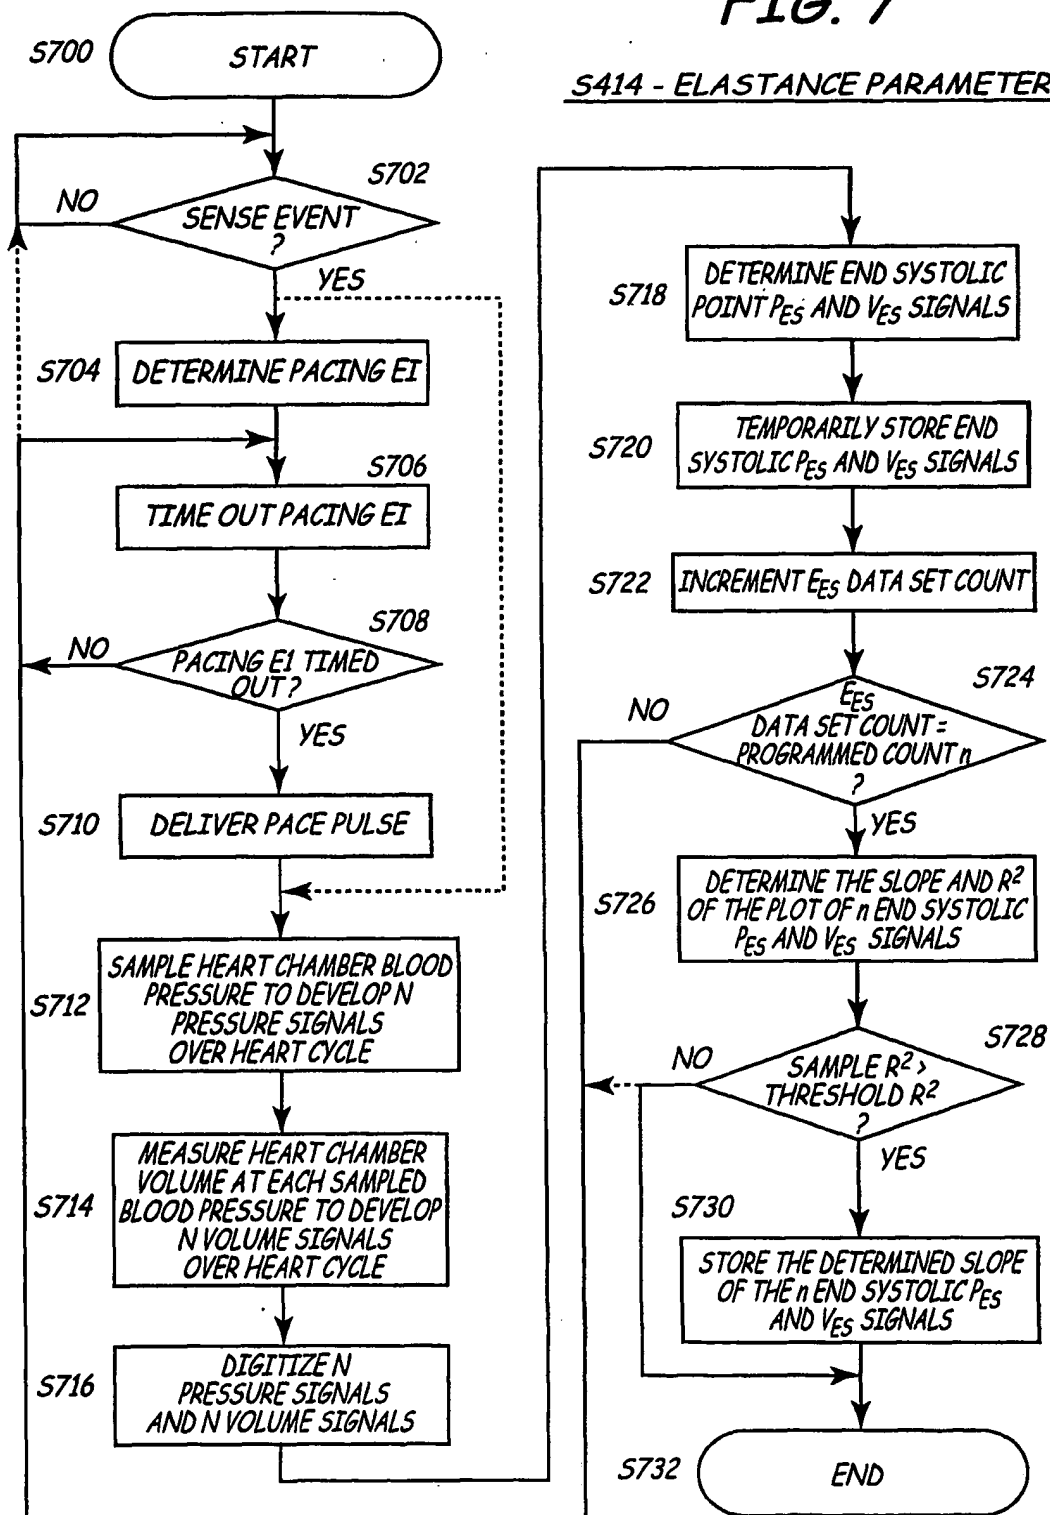 FIG. 7
S414 - ELASTANCE PARAMETER
S700
START
S702
NO
SENSE EVENT
?
YES
S704
DETERMINE PACING EI
S706
TIME OUT PACING EI
S708
NO
PACING E1 TIMED
OUT?
YES
S710
DELIVER PACE PULSE
S712
SAMPLE HEART CHAMBER BLOOD
PRESSURE TO DEVELOP N
PRESSURE SIGNALS
OVER HEART CYCLE
S714
MEASURE HEART CHAMBER
VOLUME AT EACH SAMPLED
BLOOD PRESSURE TO DEVELOP
N VOLUME SIGNALS
OVER HEART CYCLE
S716
DIGITIZE N
PRESSURE SIGNALS
AND N VOLUME SIGNALS
S718
DETERMINE END SYSTOLIC
POINT PES AND VES SIGNALS
S720
TEMPORARILY STORE END
SYSTOLIC PES AND VES SIGNALS
S722
INCREMENT EES DATA SET COUNT
S724
NO
EES
DATA SET COUNT =
PROGRAMMED COUNT n
?
YES
S726
DETERMINE THE SLOPE AND R²
OF THE PLOT OF n END SYSTOLIC
PES AND VES SIGNALS
S728
NO
SAMPLE R² >
THRESHOLD R²
?
YES
S730
STORE THE DETERMINED SLOPE
OF THE n END SYSTOLIC PES
AND VES SIGNALS
S732
END